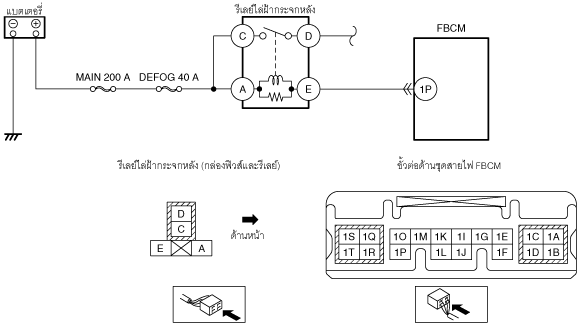 แบตเตอรี่
รีเลย์ไล่ฝ้ากระจกหลัง
FBCM
C
D
MAIN 200 A
DEFOG 40 A
A
E
1P
รีเลย์ไล่ฝ้ากระจกหลัง (กล่องฟิวส์และรีเลย์)
ขั้วต่อด้านชุดสายไฟ FBCM
D
C
E
A
ด้านหน้า
1S 1Q 1O 1M 1K 1I 1G 1E 1C 1A
1T 1R 1P 1L 1J 1F 1D 1B